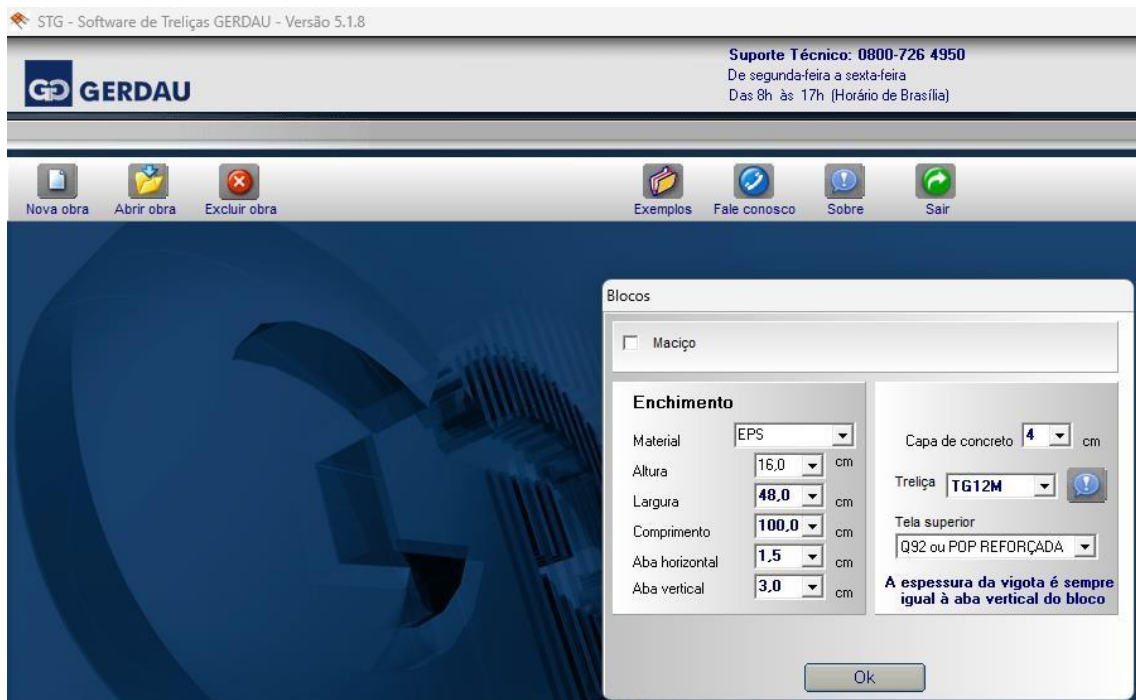 STG - Software de Treliças GERDAU - Versão 5.1.8
GERDAU
Suporte Técnico: 0800-726 4950
De segunda-feira a sexta-feira
Das 8h às 17h (Horário de Brasília)
Nova obra Abrir obra Excluir obra Exemplos Fale conosco Sobre Sair
Blocos
Maciço
Enchimento
Material EPS
Altura 16,0 cm
Largura 48,0 cm
Comprimento 100,0 cm
Aba horizontal 1,5 cm
Aba vertical 3,0 cm
Capa de concreto 4 cm
Treliça TG12M
Tela superior
Q92 ou POP REFORÇADA
A espessura da vigota é sempre
igual à aba vertical do bloco
Ok